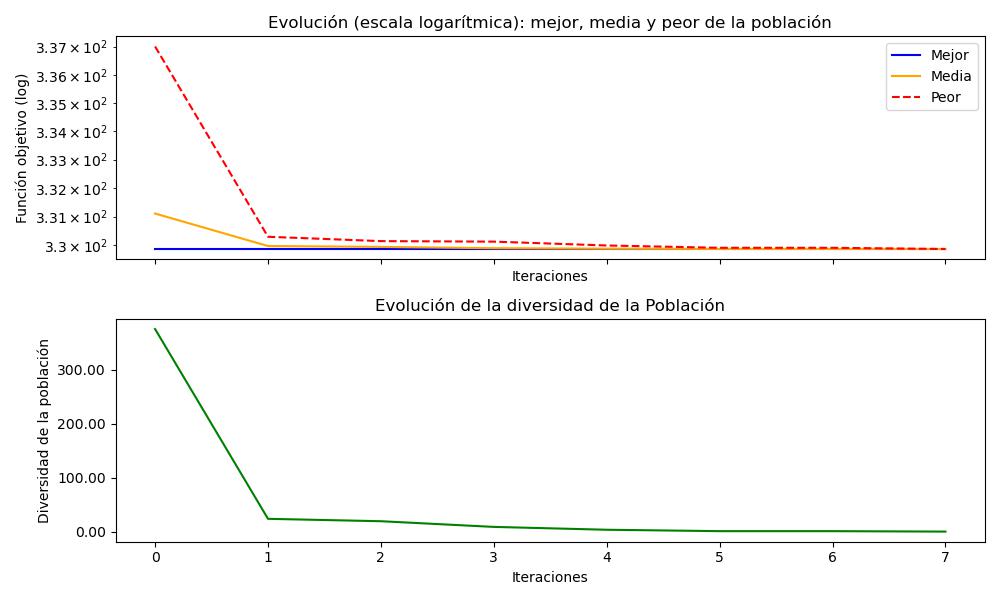 Evolución (escala logarítmica): mejor, media y peor de la población
Función objetivo (log)
3.37 × 10²
3.36 × 10²
3.35 × 10²
3.34 × 10²
3.33 × 10²
3.32 × 10²
3.31 × 10²
3.3 × 10²
Mejor
Media
Peor
Iteraciones
Evolución de la diversidad de la Población
Diversidad de la población
300.00
200.00
100.00
0.00
0 1 2 3 4 5 6 7
Iteraciones